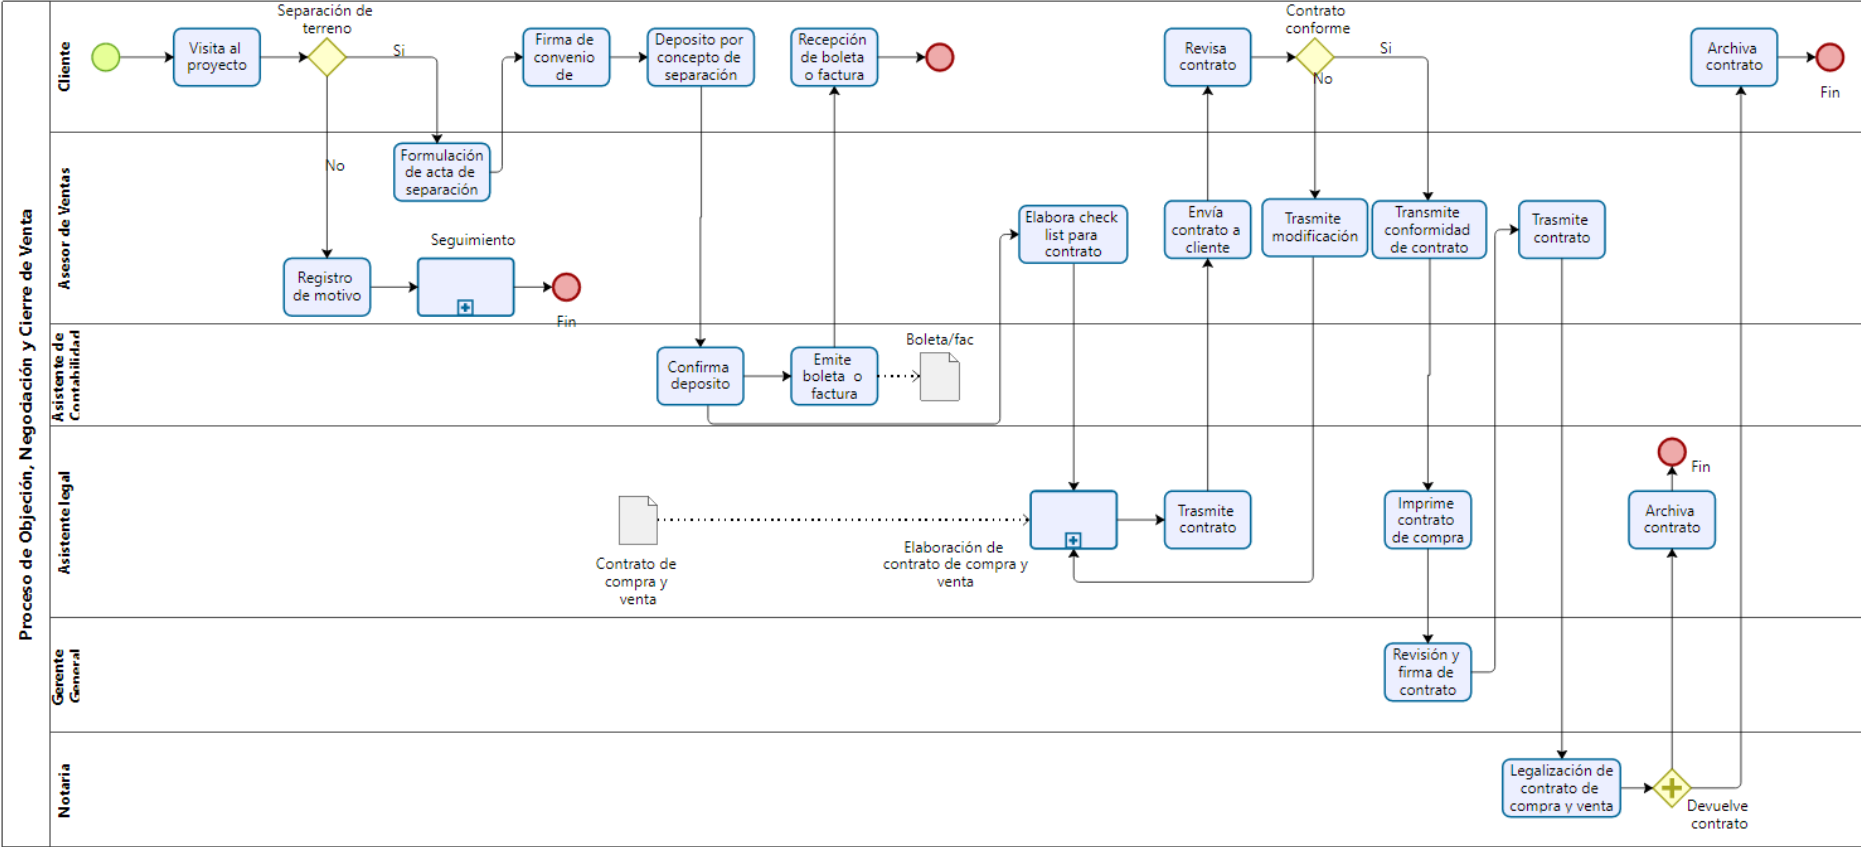 Proceso de Objeción, Negodación y Cierre de Venta
Cliente
Separación de
terreno
Visita al
proyecto
Si
No
Firma de
convenio
de
Deposito por
concepto de
separación
Recepción
de boleta
o factura
Revisa
contrato
Contrato
conforme
Si
No
Archiva
contrato
Fin
Asesor de Ventas
Formulación
de acta de
separación
Registro
de motivo
Seguimiento
Fin
Elabora check
list para
contrato
Envía
contrato a
cliente
Trasmite
modificación
Transmite
conformidad
de contrato
Trasmite
contrato
Asistente de
Contabilidad
Confirma
deposito
Emite
boleta o
factura
Boleta/fac
Asistente legal
Contrato de
compra y
venta
Elaboración de
contrato de compra y
venta
Trasmite
contrato
Imprime
contrato
de compra
Archiva
contrato
Fin
Gerente
General
Revisión y
firma de
contrato
Notaria
Legalización de
contrato de
compra y venta
Devuelve
contrato